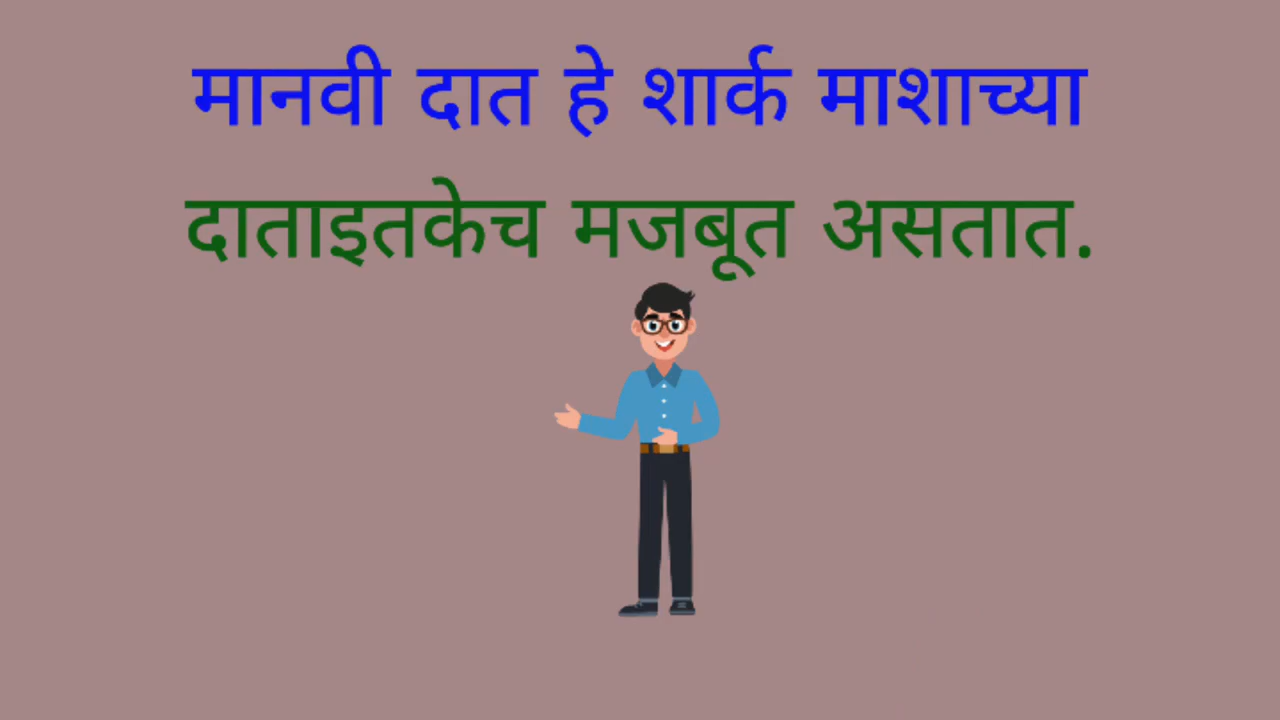 मानवी दात हे शार्क माशाच्या
दाताइतकेच मजबूत असतात.